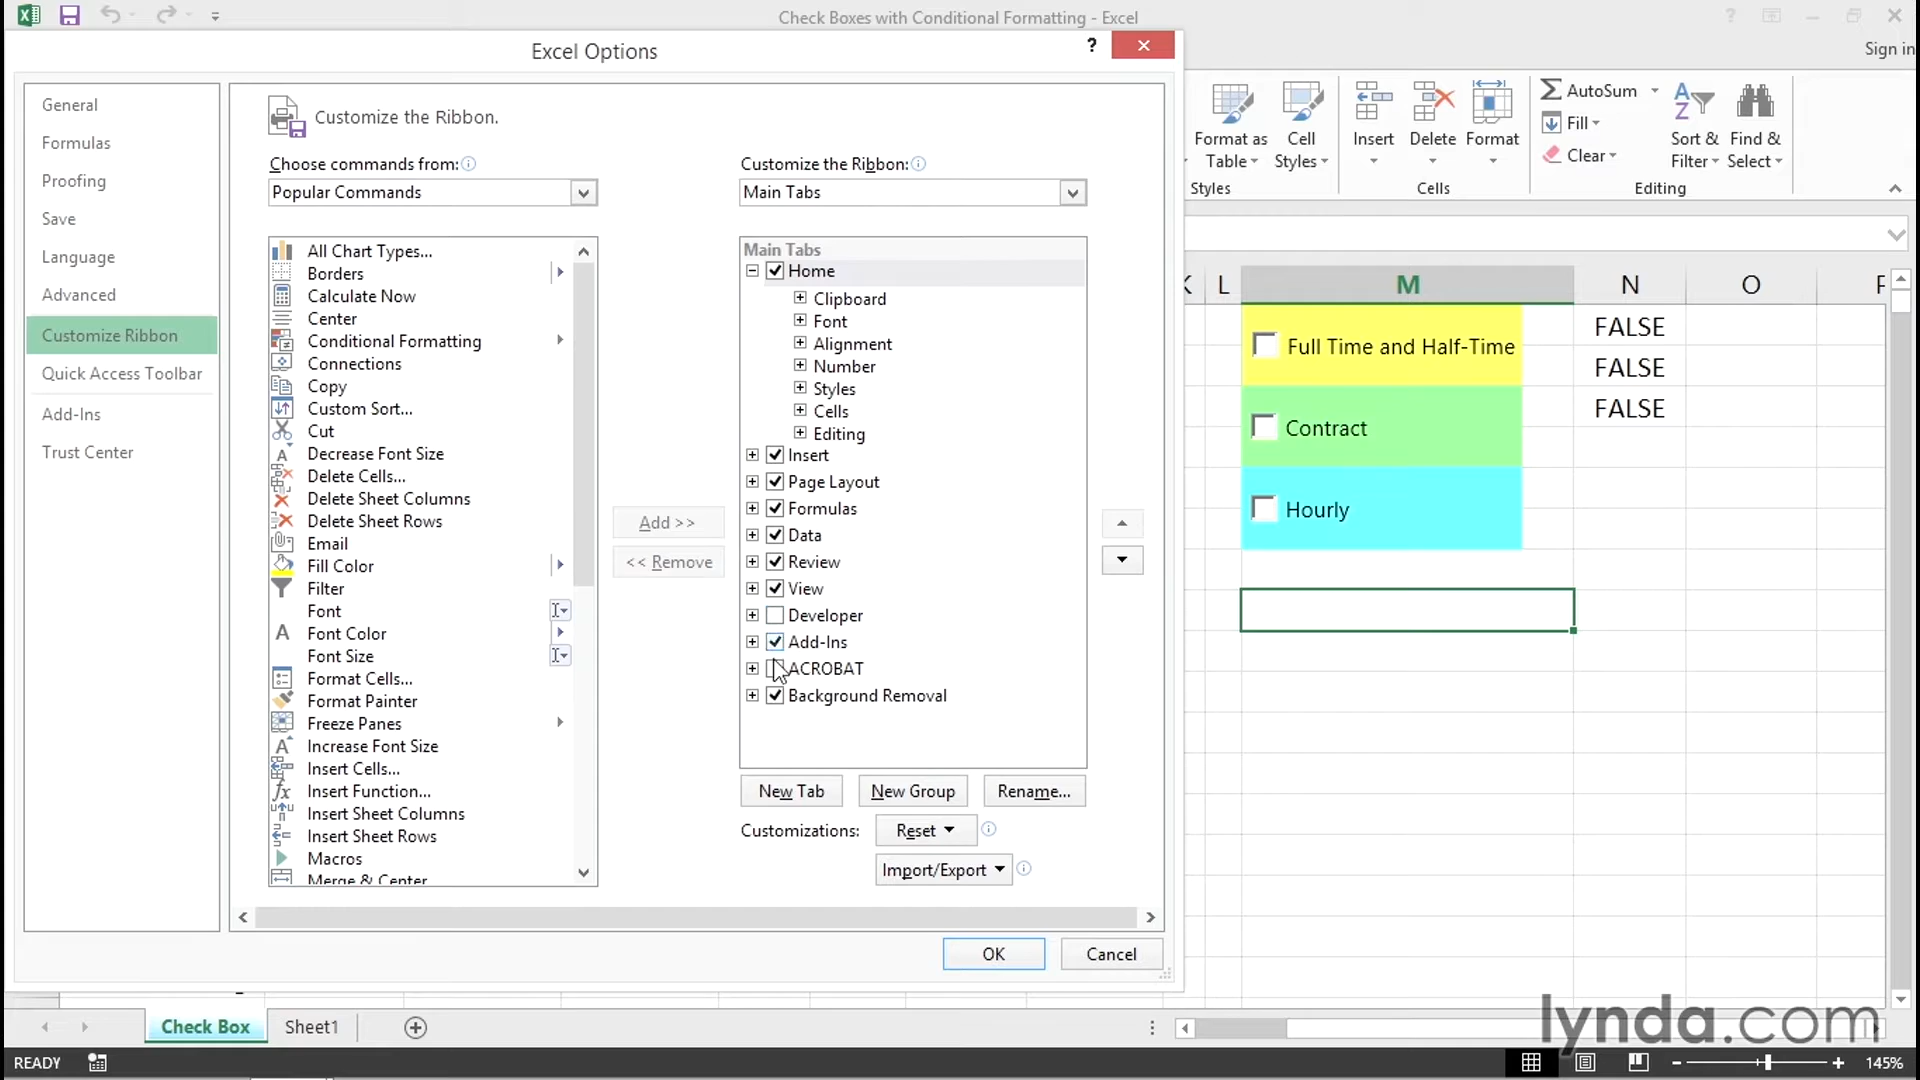 Check Boxes with Conditional Formatting - Excel
?
Sign in
Excel Options
?
General
Formulas
Proofing
Save
Language
Advanced
Customize Ribbon
Quick Access Toolbar
Add-Ins
Trust Center
Customize the Ribbon.
Choose commands from:
Popular Commands
All Chart Types...
Borders
Calculate Now
Center
Conditional Formatting
Connections
Copy
Custom Sort...
Cut
Decrease Font Size
Delete Cells...
Delete Sheet Columns
Delete Sheet Rows
Email
Fill Color
Filter
Font
Font Color
Font Size
Format Cells...
Format Painter
Freeze Panes
Increase Font Size
Insert Cells...
Insert Function...
Insert Sheet Columns
Insert Sheet Rows
Macros
Merge & Center
Add >>
<< Remove
Customize the Ribbon:
Main Tabs
Main Tabs
Home
Clipboard
Font
Alignment
Number
Styles
Cells
Editing
Insert
Page Layout
Formulas
Data
Review
View
Developer
Add-Ins
ACROBAT
Background Removal
New Tab
New Group
Rename...
Customizations:
Reset
Import/Export
OK
Cancel
Format as Table
Cell Styles
Styles
Insert
Delete
Format
Cells
AutoSum
Fill
Clear
Sort & Filter
Find & Select
Editing
K L M N O
Full Time and Half-Time
Contract
Hourly
FALSE
FALSE
FALSE
Check Box
Sheet1
lynda.com
READY
145%